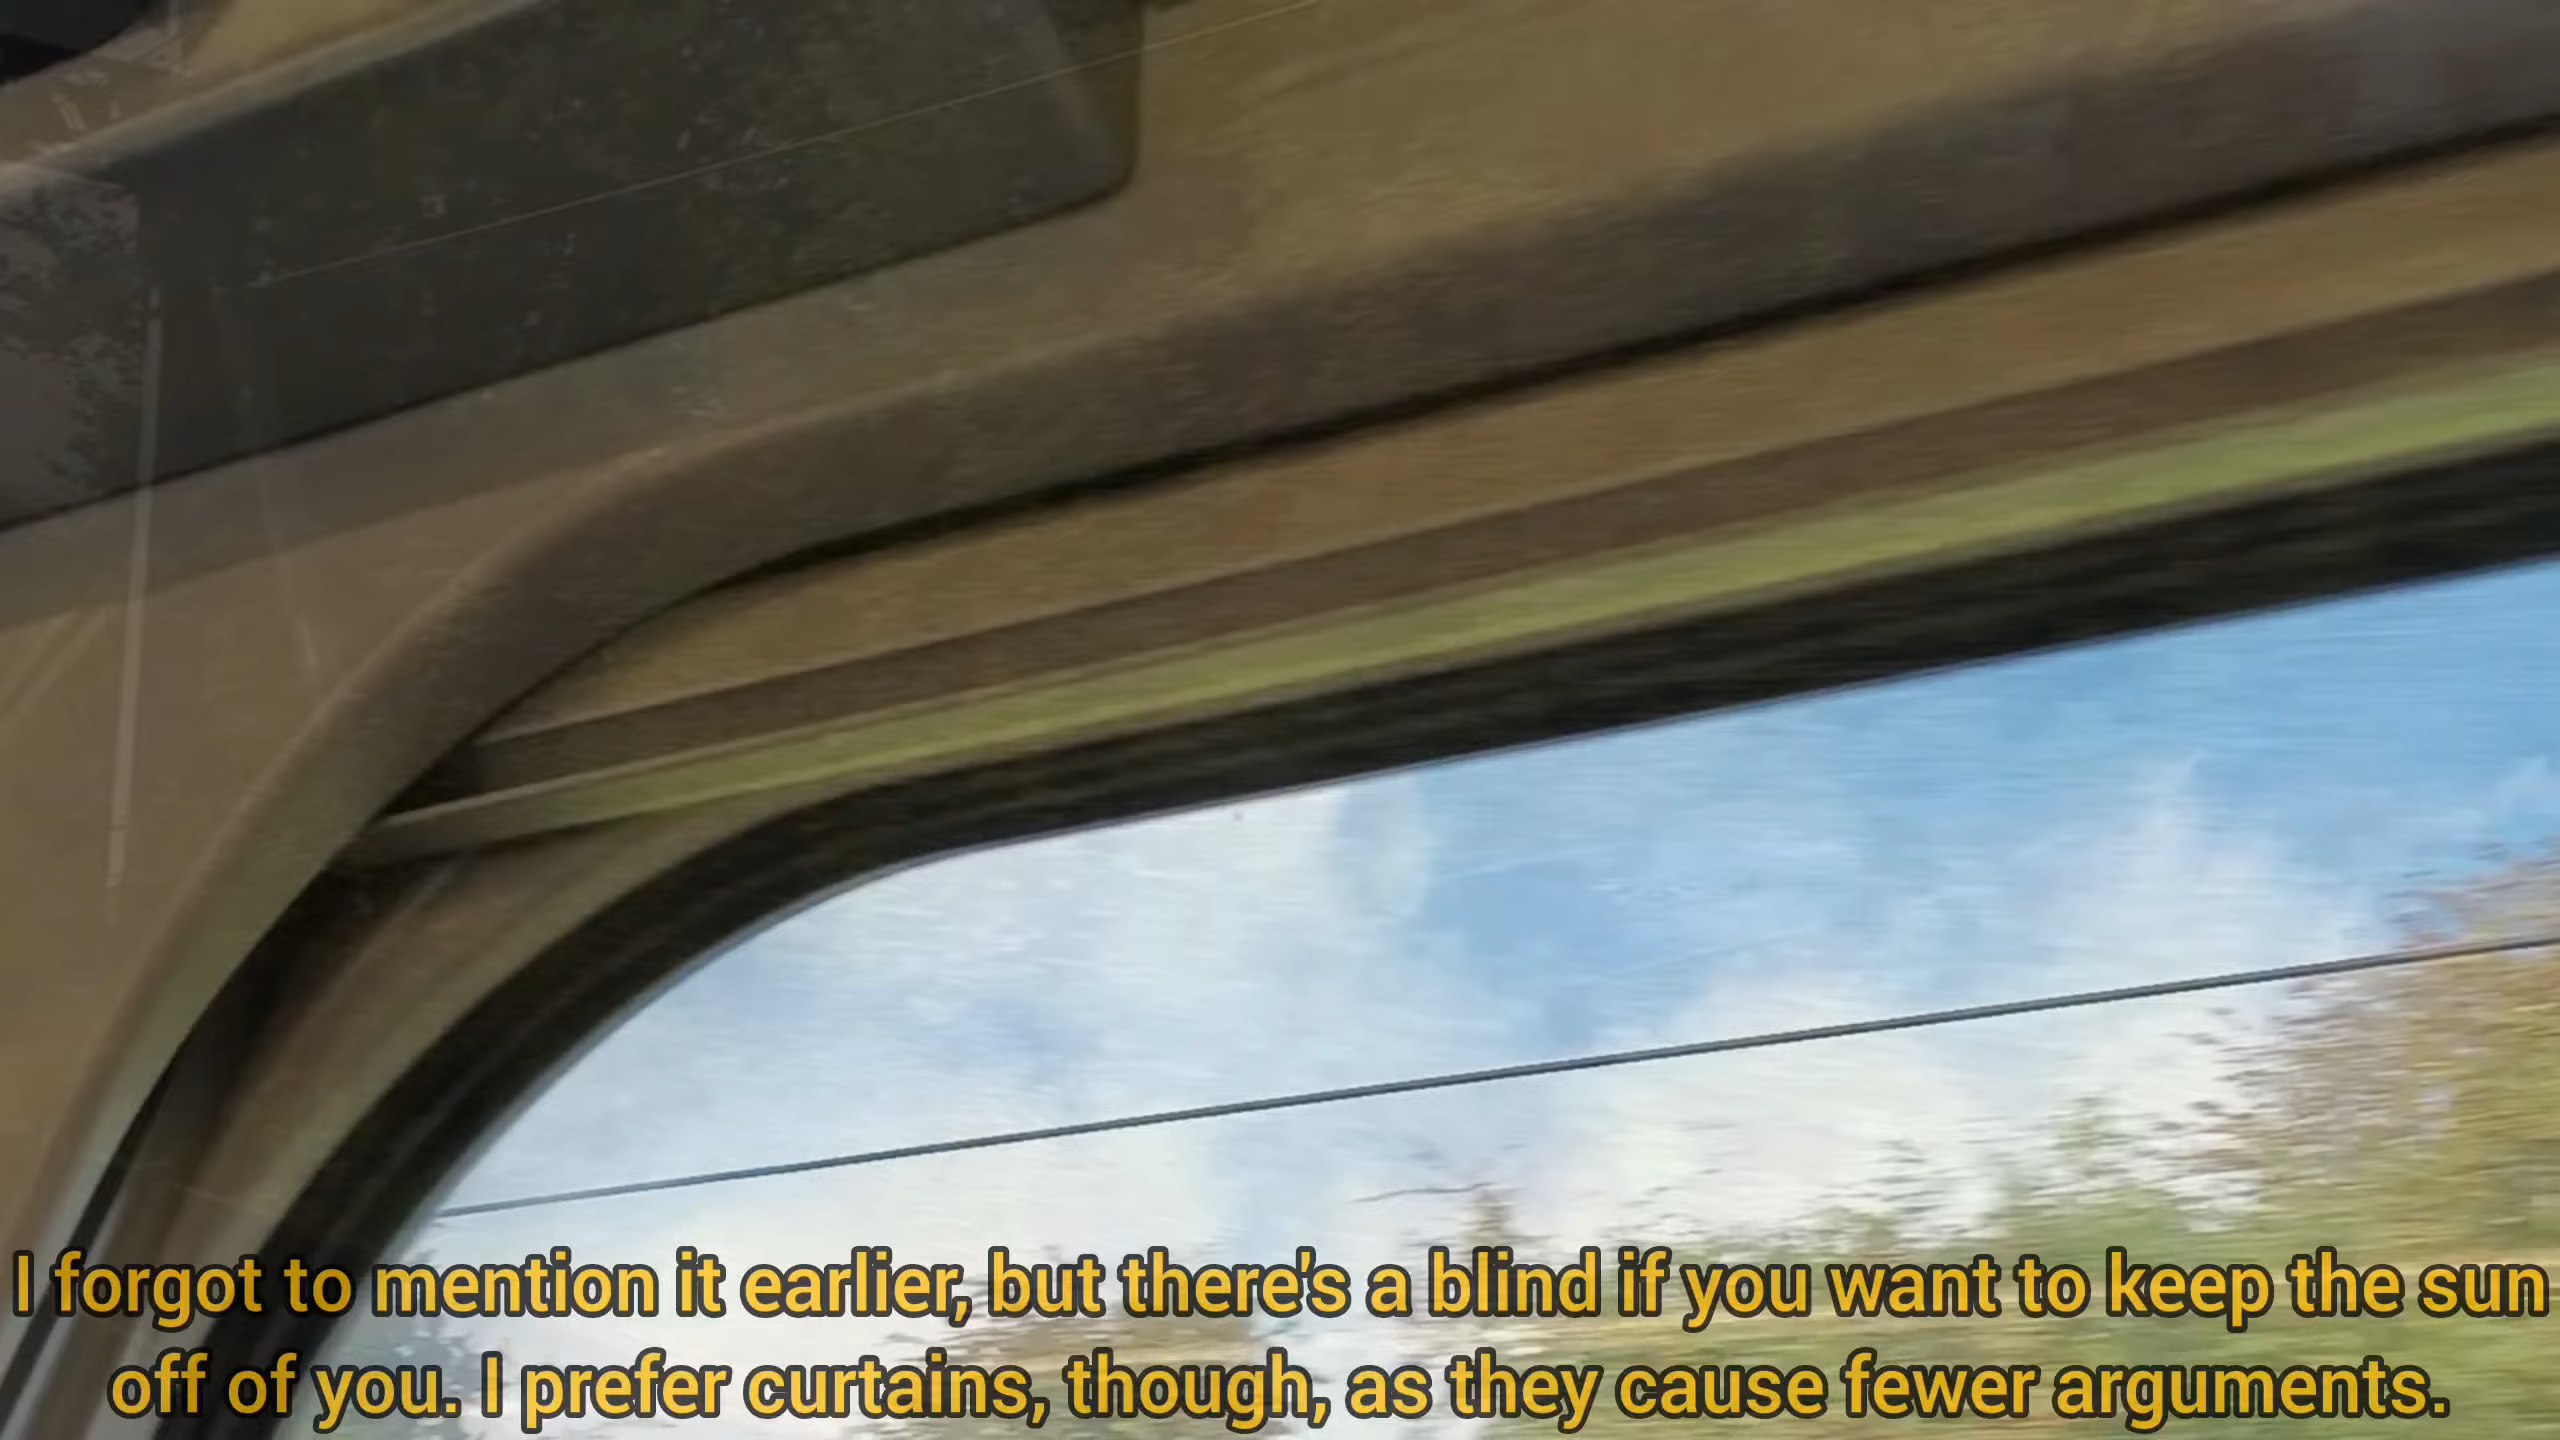 I forgot to mention it earlier, but there's a blind if you want to keep the sun
off of you. I prefer curtains, though, as they cause fewer arguments.